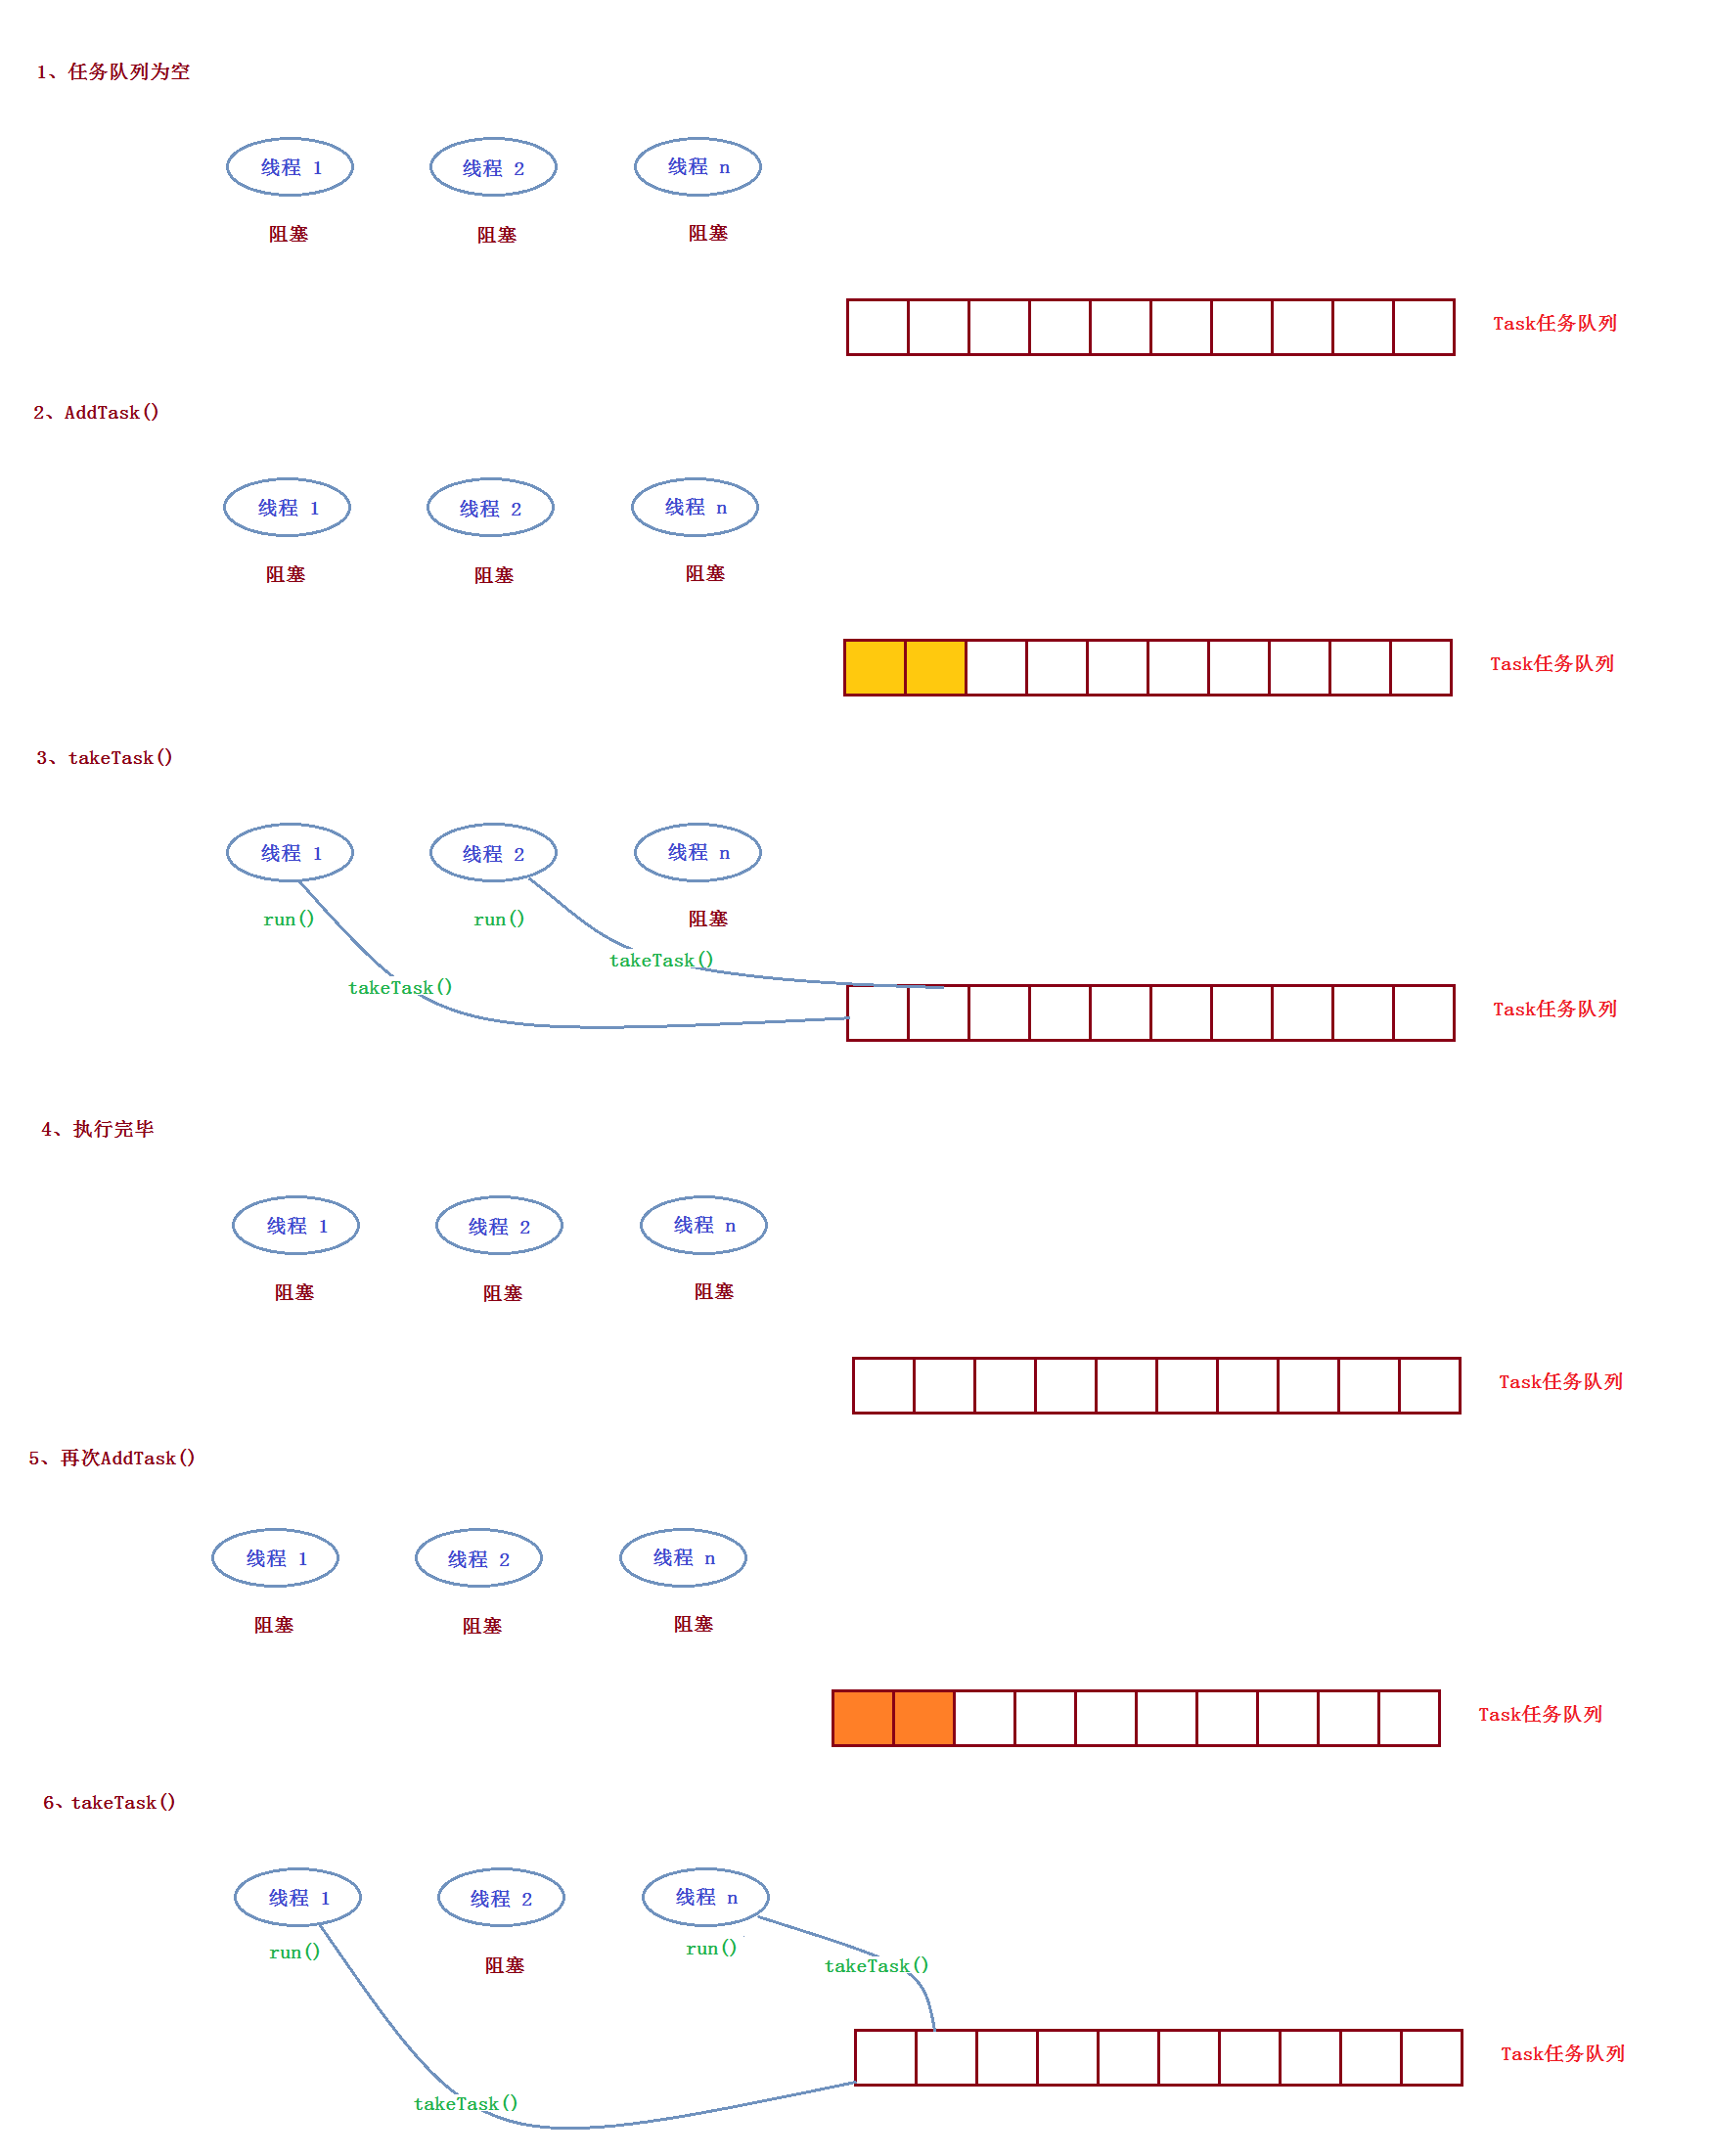 1、任务队列为空
线程 1 线程 2 线程 n
阻塞 阻塞 阻塞
Task任务队列
2、AddTask()
线程 1 线程 2 线程 n
阻塞 阻塞 阻塞
Task任务队列
3、takeTask()
线程 1 线程 2 线程 n
run() run() 阻塞
takeTask()
takeTask()
Task任务队列
4、执行完毕
线程 1 线程 2 线程 n
阻塞 阻塞 阻塞
Task任务队列
5、再次AddTask()
线程 1 线程 2 线程 n
阻塞 阻塞 阻塞
Task任务队列
6、takeTask()
线程 1 线程 2 线程 n
run() 阻塞 run()
takeTask()
Task任务队列
takeTask()